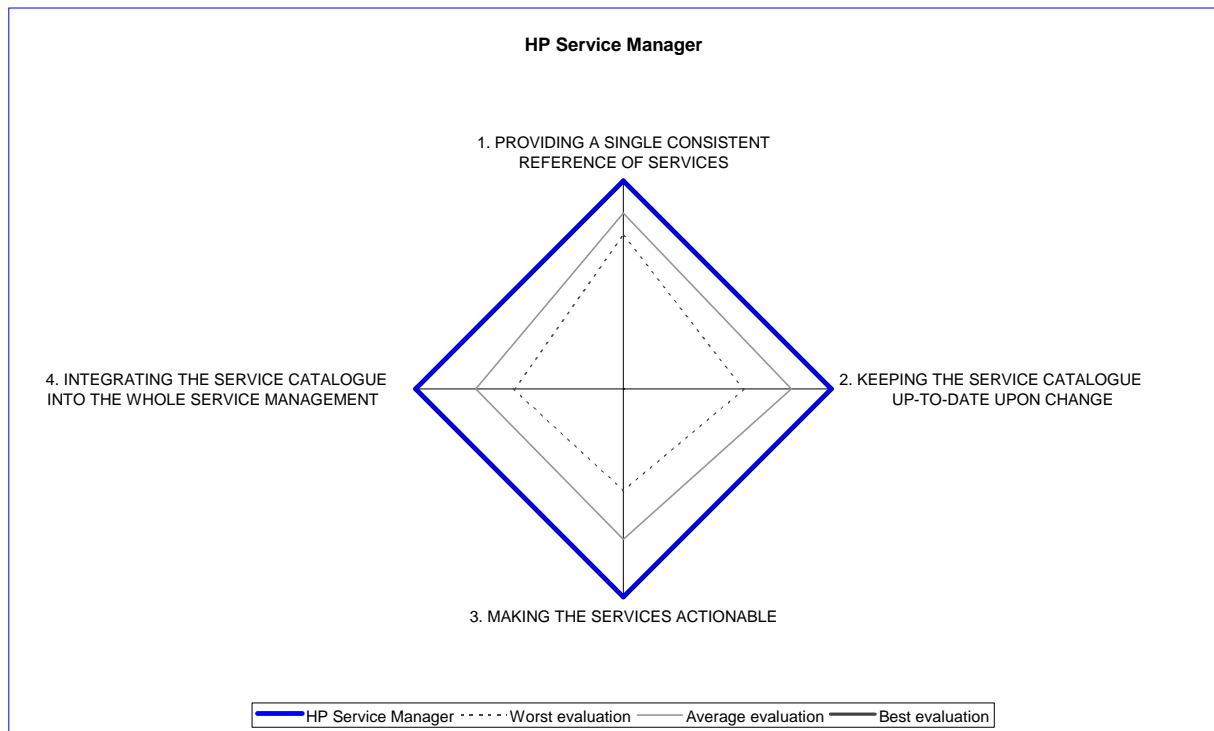 HP Service Manager
1. PROVIDING A SINGLE CONSISTENT
REFERENCE OF SERVICES
4. INTEGRATING THE SERVICE CATALOGUE
INTO THE WHOLE SERVICE MANAGEMENT
2. KEEPING THE SERVICE CATALOGUE
UP-TO-DATE UPON CHANGE
3. MAKING THE SERVICES ACTIONABLE
HP Service Manager Worst evaluation Average evaluation Best evaluation